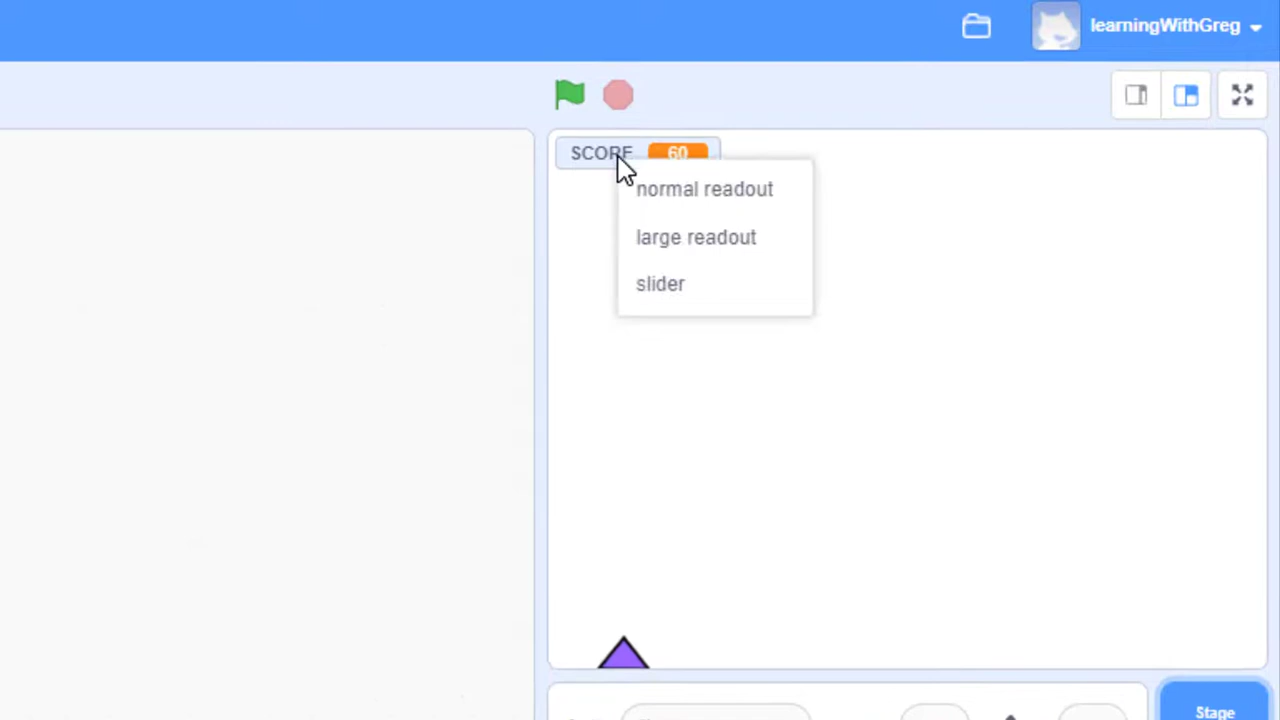 learningWithGreg
SCORE 60
normal readout
large readout
slider
Stage